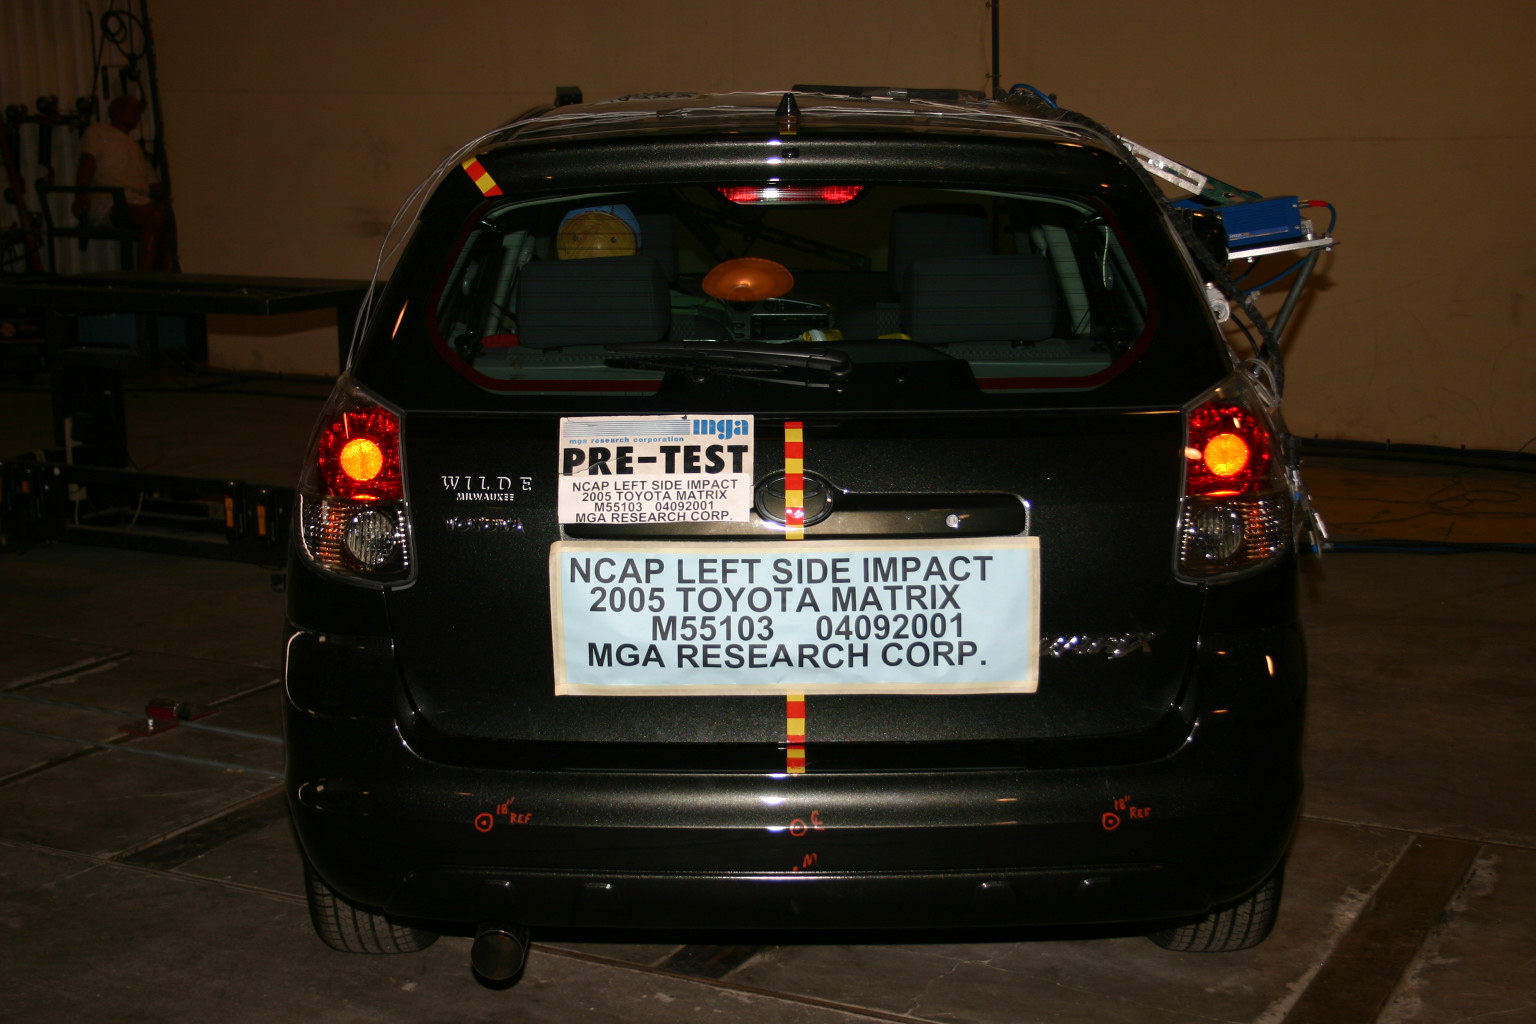 mga
mga research corporation
PRE-TEST
NCAP LEFT SIDE IMPACT
2005 TOYOTA MATRIX
M55103 04092001
MGA RESEARCH CORP.
WILDE
MILWAUKEE
NCAP LEFT SIDE IMPACT
2005 TOYOTA MATRIX
M55103 04092001
MGA RESEARCH CORP.
MATRIX
18" REF
18" REF
M